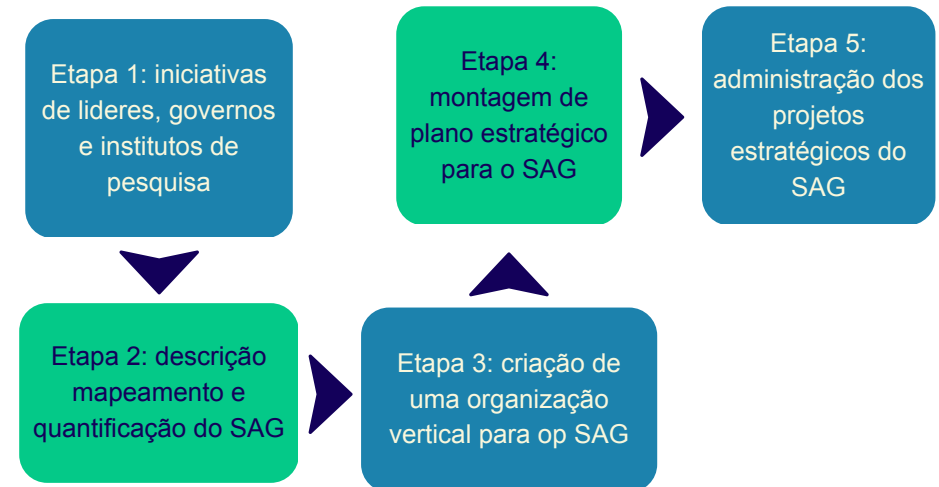 Etapa 1: iniciativas
de lideres, governos
e institutos de
pesquisa
Etapa 2: descrição
mapeamento e
quantificação do SAG
Etapa 3: criação de
uma organização
vertical para op SAG
Etapa 4:
montagem de
plano estratégico
para o SAG
Etapa 5:
administração dos
projetos
estratégicos do
SAG